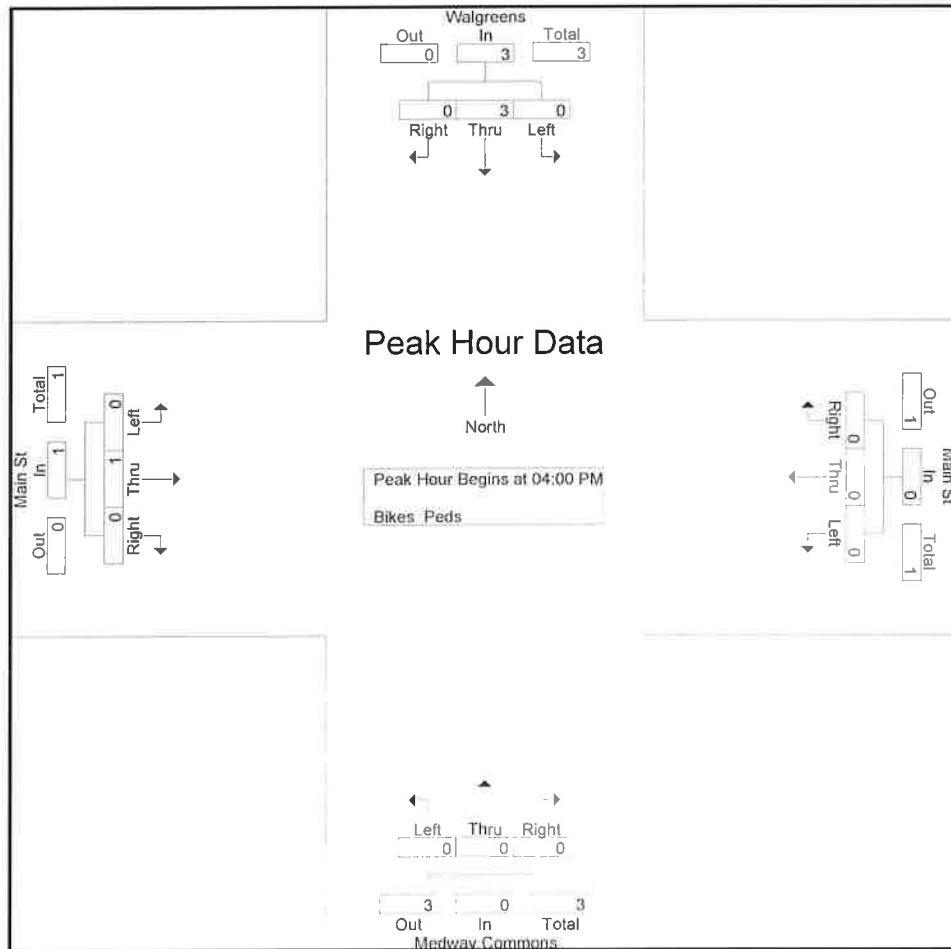 Walgreens
Out In Total
0 3 3
0 3 0
Right Thru Left
Peak Hour Data
North
Peak Hour Begins at 04:00 PM
Bikes Peds
Main St
Out In Total
0 1 1
Right Thru Left
0 1 0
Main St
Out In Total
1 0 1
Right Thru Left
0 0 0
Left Thru Right
0 0 0
3 0 3
Out In Total
Medway Commons